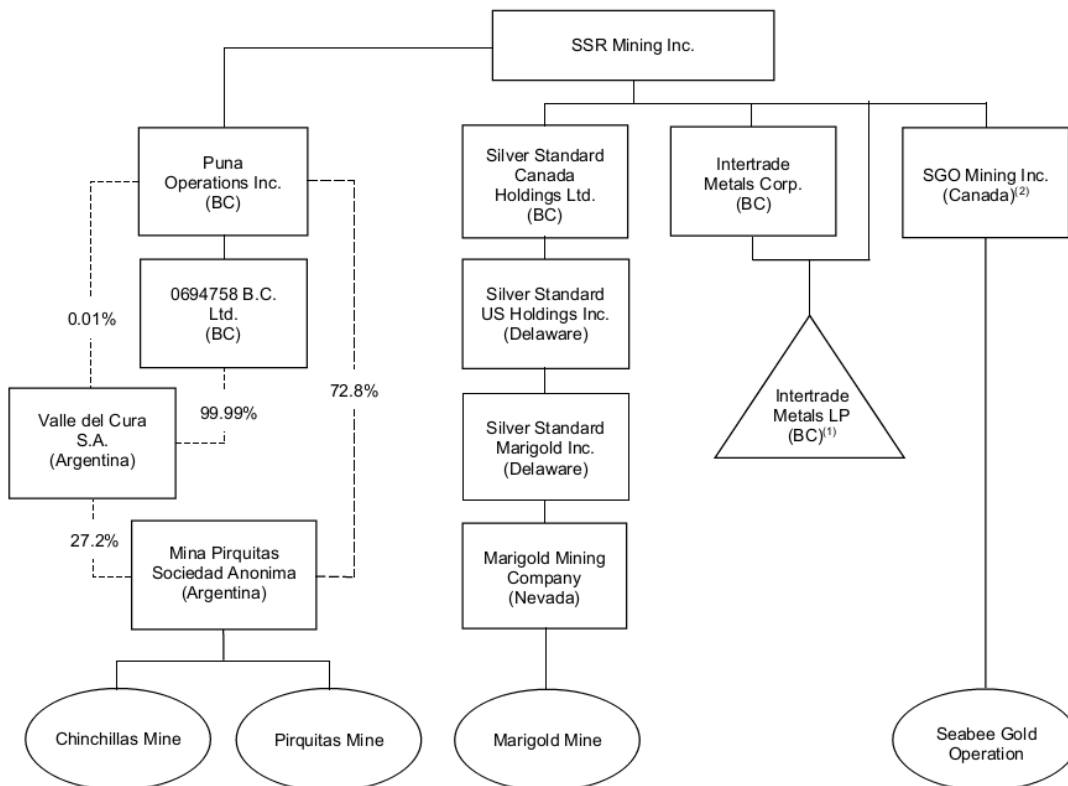 SSR Mining Inc.
Puna
Operations Inc.
(BC)
Silver Standard
Canada
Holdings Ltd.
(BC)
Intertrade
Metals Corp.
(BC)
SGO Mining Inc.
(Canada)(2)
0694758 B.C.
Ltd.
(BC)
Silver Standard
US Holdings Inc.
(Delaware)
0.01%
72.8%
99.99%
Valle del Cura
S.A.
(Argentina)
Silver Standard
Marigold Inc.
(Delaware)
Intertrade
Metals LP
(BC)(1)
27.2%
Mina Pirquitas
Sociedad Anonima
(Argentina)
Marigold Mining
Company
(Nevada)
Chinchillas Mine
Pirquitas Mine
Marigold Mine
Seabee Gold
Operation